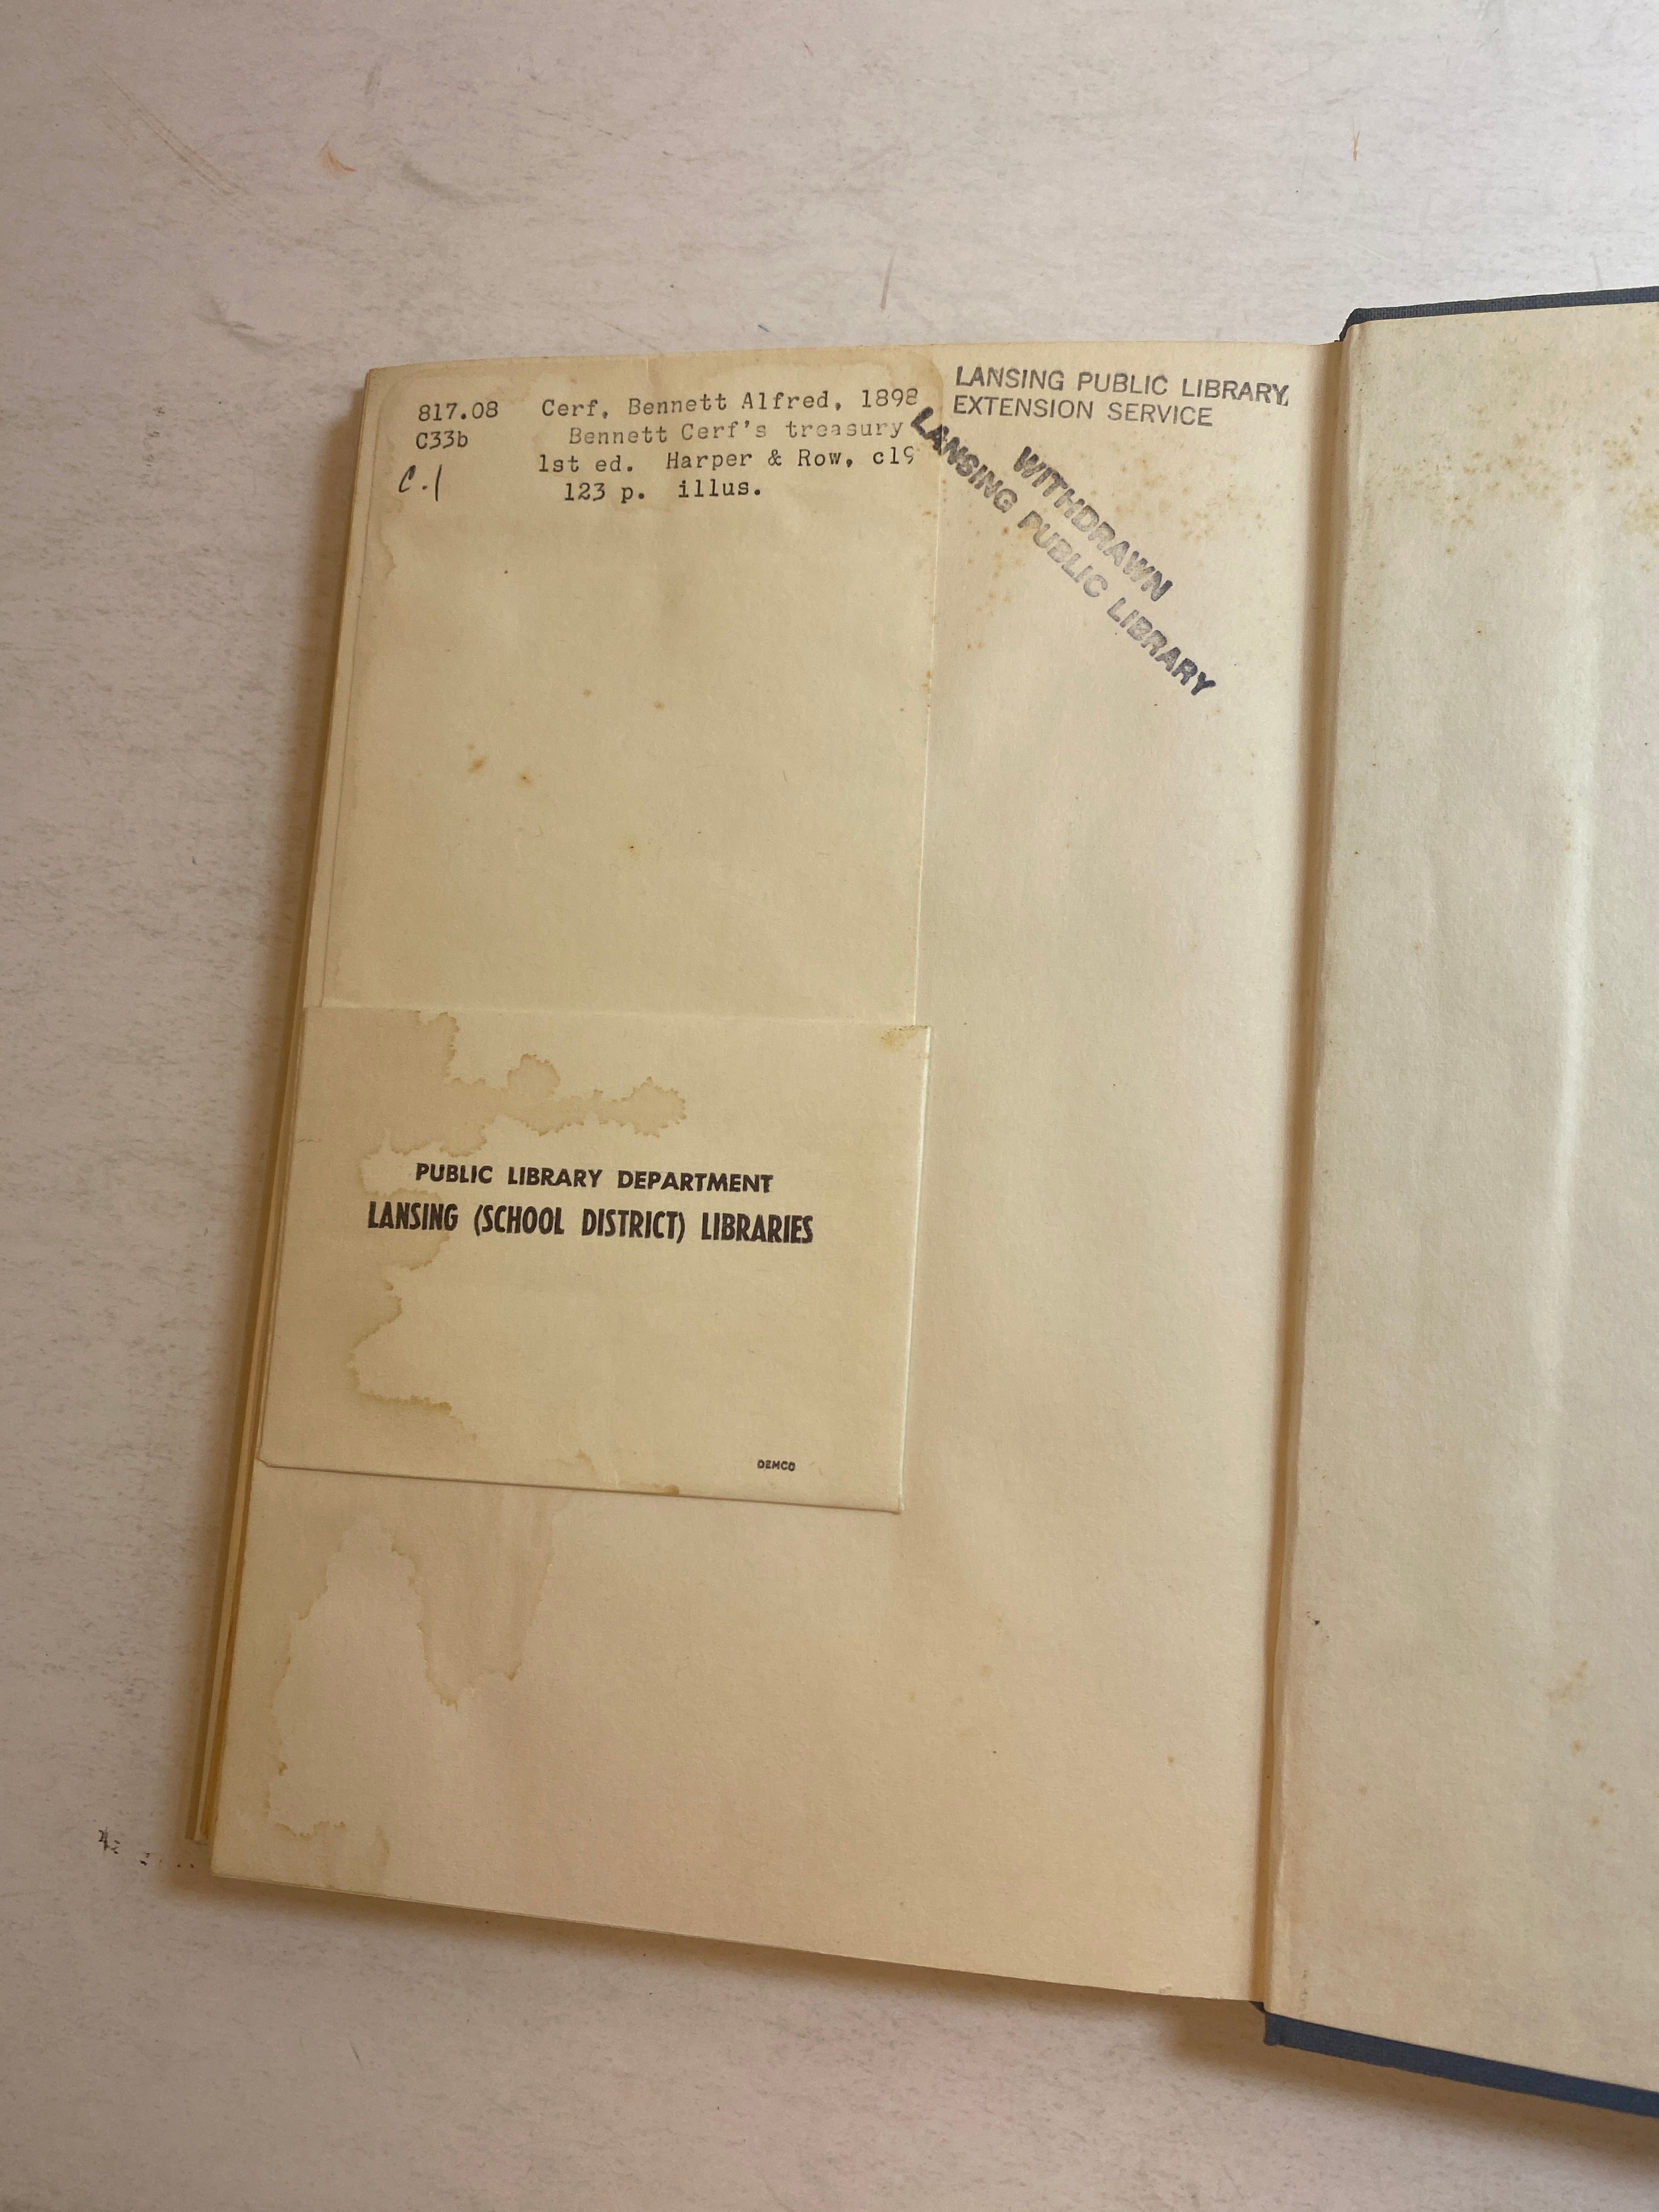 817.08 Cerf, Bennett Alfred, 1898
C33b Bennett Cerf's treasury
c.1 1st ed. Harper & Row, c19
123 p. illus.
LANSING PUBLIC LIBRARY
EXTENSION SERVICE
WITHDRAWN
LANSING PUBLIC LIBRARY
PUBLIC LIBRARY DEPARTMENT
LANSING (SCHOOL DISTRICT) LIBRARIES
DEMCO